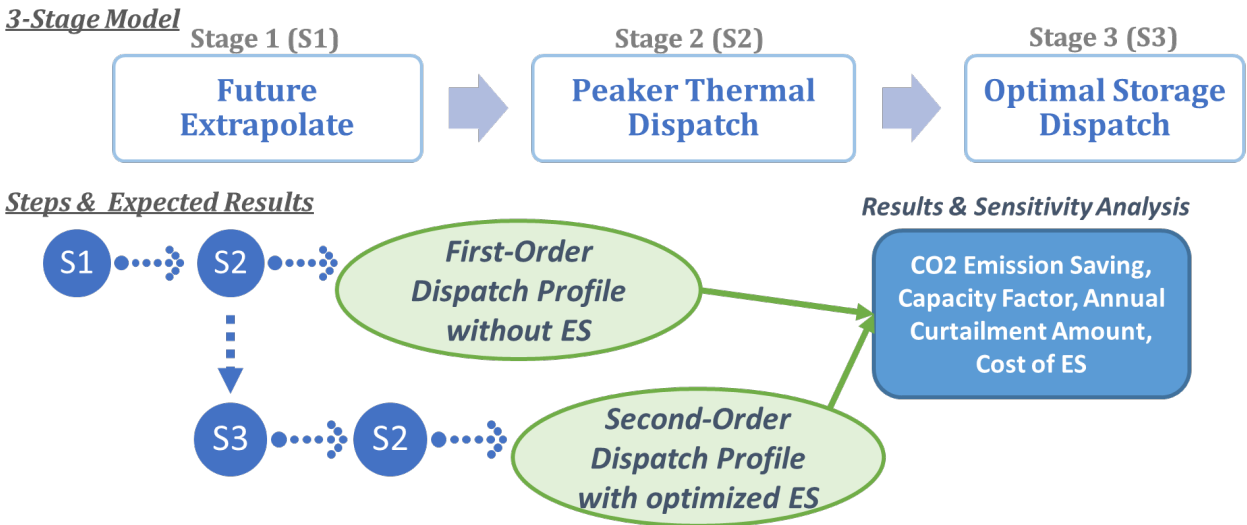 3-Stage Model
Stage 1 (S1)
Stage 2 (S2)
Stage 3 (S3)
Future
Extrapolate
Peaker Thermal
Dispatch
Optimal Storage
Dispatch
Steps & Expected Results
Results & Sensitivity Analysis
S1
S2
First-Order
Dispatch Profile
without ES
CO2 Emission Saving,
Capacity Factor, Annual
Curtailment Amount,
Cost of ES
S3
S2
Second-Order
Dispatch Profile
with optimized ES